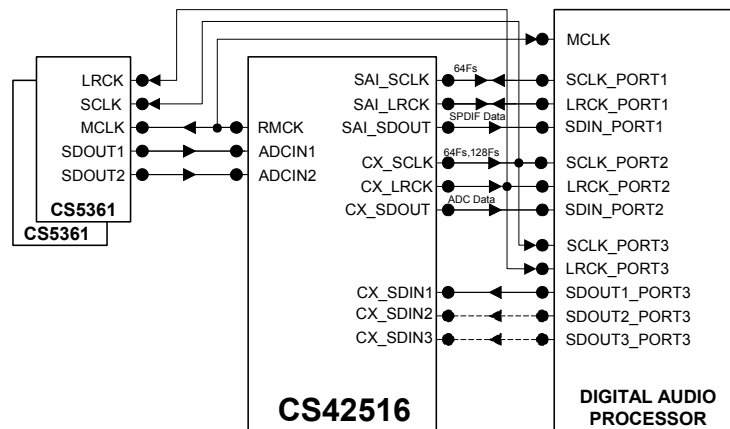 MCLK
LRCK
SCLK
MCLK
SDOUT1
SDOUT2
CS5361
CS5361
RMCK
ADCIN1
ADCIN2
SAI_SCLK
SAI_LRCK
SAI_SDOUT
CX_SCLK
CX_LRCK
CX_SDOUT
CX_SDIN1
CX_SDIN2
CX_SDIN3
CS42516
64Fs
SPDIF Data
64Fs,128Fs
ADC Data
SCLK_PORT1
LRCK_PORT1
SDIN_PORT1
SCLK_PORT2
LRCK_PORT2
SDIN_PORT2
SCLK_PORT3
LRCK_PORT3
SDOUT1_PORT3
SDOUT2_PORT3
SDOUT3_PORT3
DIGITAL AUDIO
PROCESSOR